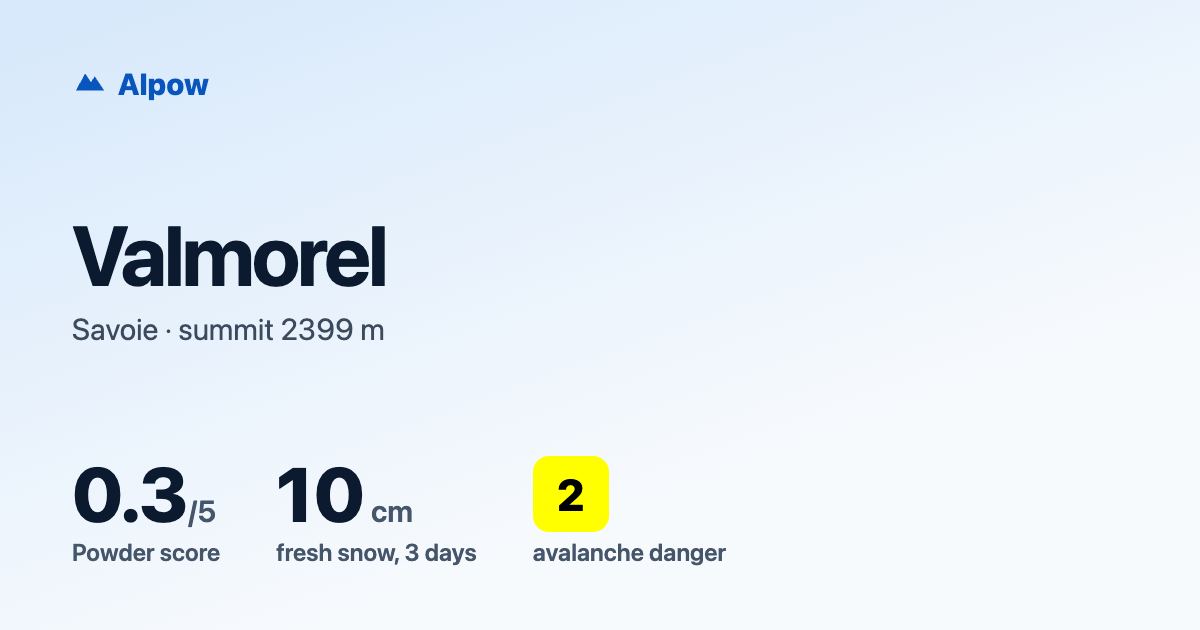 Alpow
Valmorel
Savoie · summit 2399 m
0.3/5
Powder score
10 cm
fresh snow, 3 days
2
avalanche danger